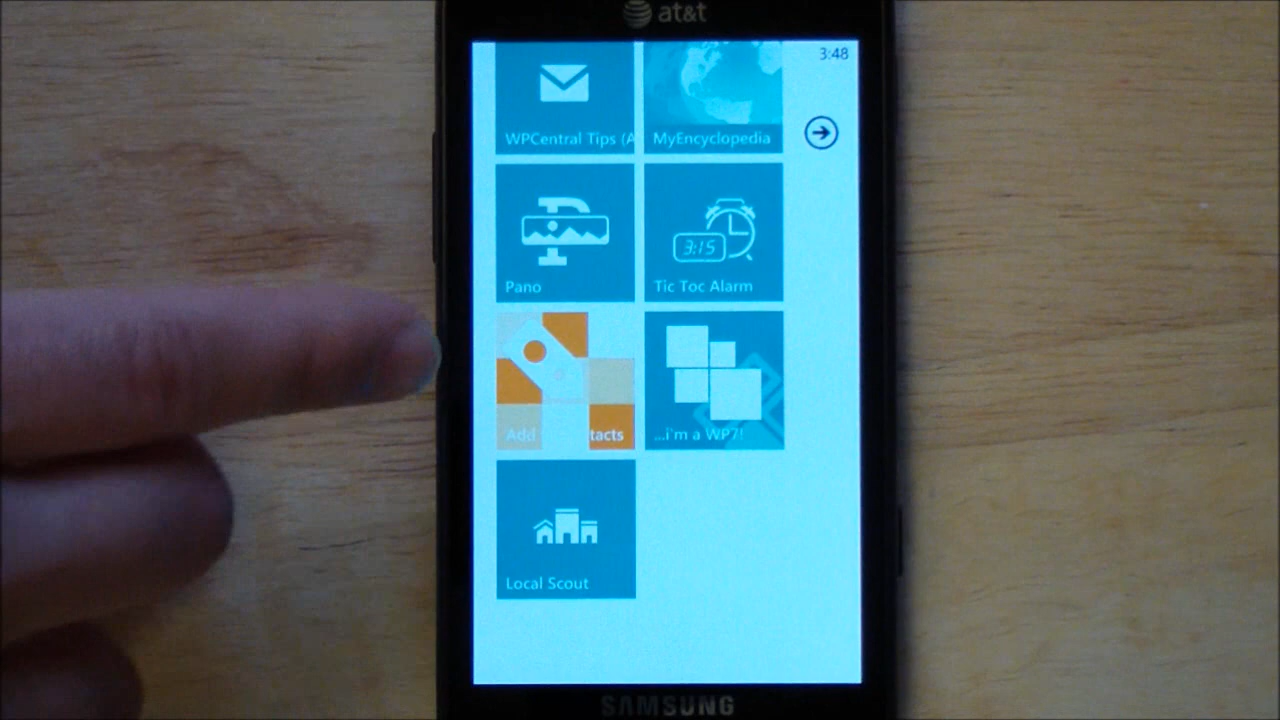 at&t
3:48
WPCentral Tips (A
MyEncyclopedia
3:15
Pano
Tic Toc Alarm
Add tacts
...i'm a WP7!
Local Scout
SAMSUNG